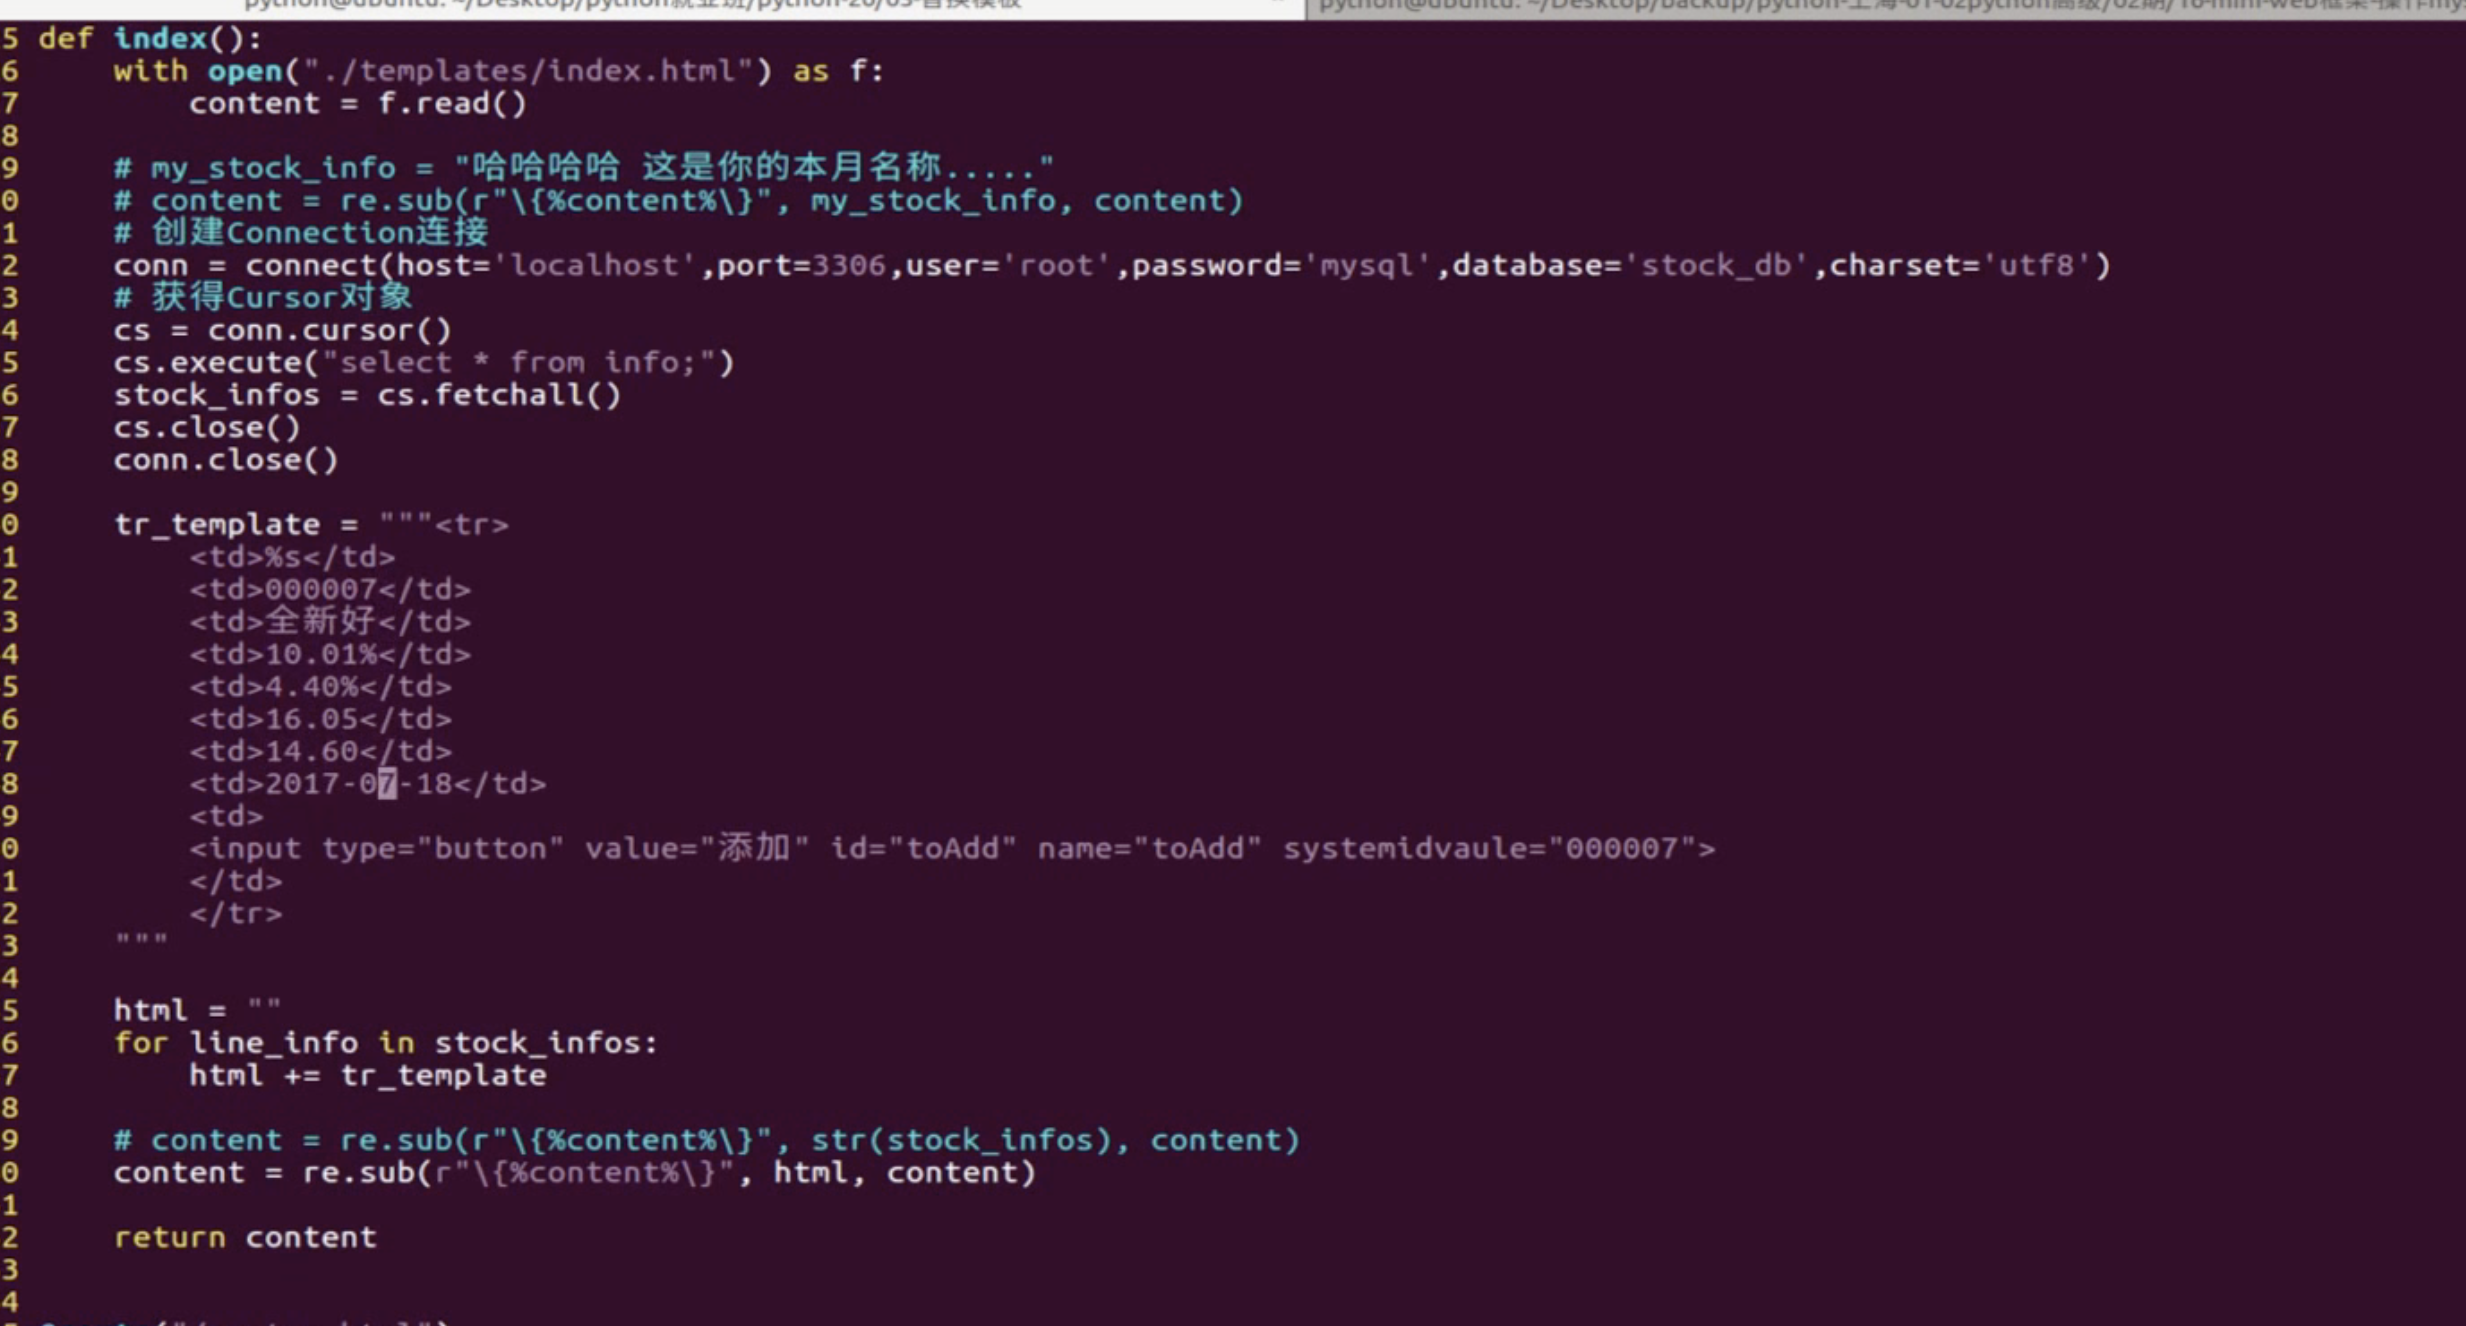 5 def index():
6     with open("./templates/index.html") as f:
7         content = f.read()
8
9     # my_stock_info = "哈哈哈哈 这是你的本月名称....."
0     # content = re.sub(r"\{%content%\}", my_stock_info, content)
1     # 创建Connection连接
2     conn = connect(host='localhost',port=3306,user='root',password='mysql',database='stock_db',charset='utf8')
3     # 获得Cursor对象
4     cs = conn.cursor()
5     cs.execute("select * from info;")
6     stock_infos = cs.fetchall()
7     cs.close()
8     conn.close()
9
0     tr_template = """<tr>
1         <td>%s</td>
2         <td>000007</td>
3         <td>全新好</td>
4         <td>10.01%</td>
5         <td>4.40%</td>
6         <td>16.05</td>
7         <td>14.60</td>
8         <td>2017-07-18</td>
9         <td>
0         <input type="button" value="添加" id="toAdd" name="toAdd" systemidvaule="000007">
1         </td>
2         </tr>
3     """
4
5     html = ""
6     for line_info in stock_infos:
7         html += tr_template
8
9     # content = re.sub(r"\{%content%\}", str(stock_infos), content)
0     content = re.sub(r"\{%content%\}", html, content)
1
2     return content
3
4